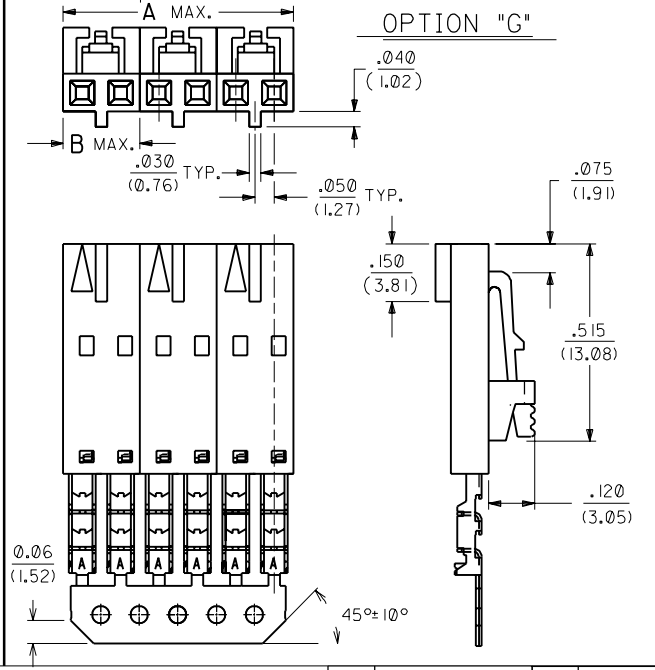 A MAX.
OPTION "G"
.040
(1.02)
B MAX.
.030 TYP.
(0.76)
.050 TYP.
(1.27)
.075
(1.91)
.150
(3.81)
.515
(13.08)
.120
(3.05)
0.06
(1.52)
A A A A A A
45°±10°